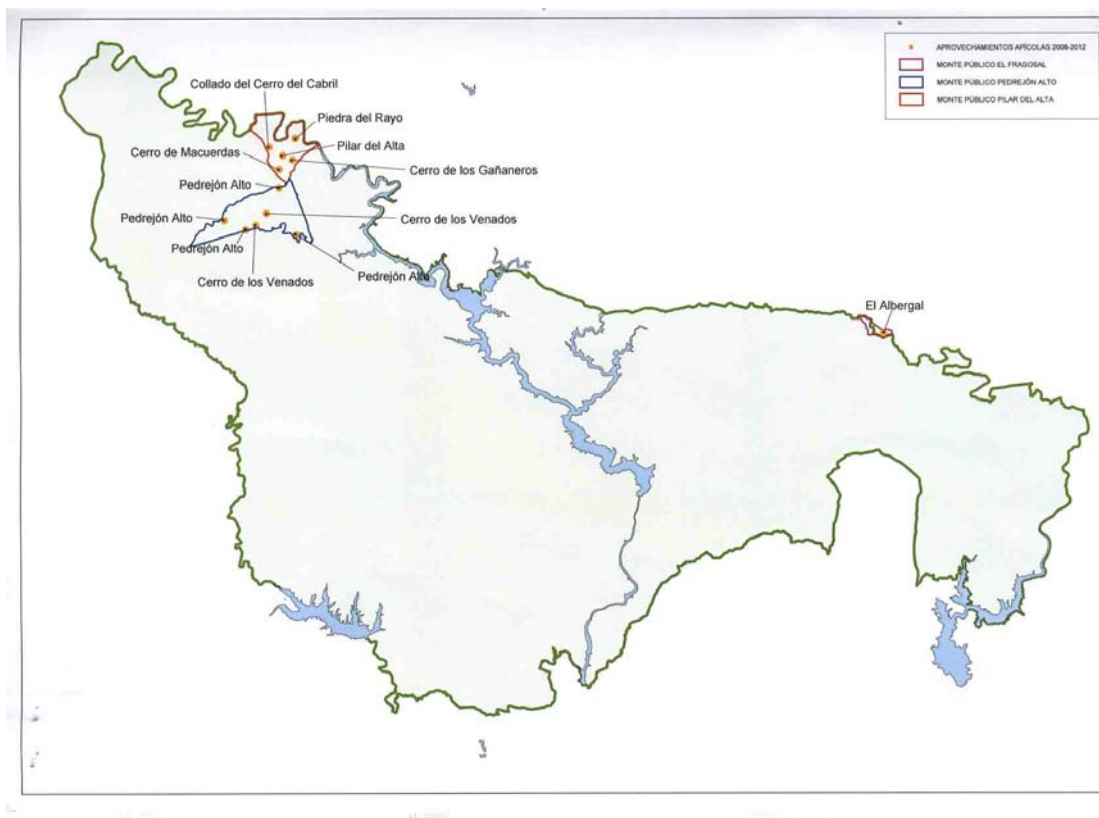 APROVECHAMIENTOS APÍCOLAS 2008-2012
MONTE PÚBLICO EL FRAGOSAL
MONTE PÚBLICO PEDREJÓN ALTO
MONTE PÚBLICO PILAR DEL ALTA
Collado del Cerro del Cabril
Piedra del Rayo
Pilar del Alta
Cerro de Macuerdas
Cerro de los Gañaneros
Pedrejón Alto
Pedrejón Alto
Cerro de los Venados
Pedrejón Alto
Cerro de los Venados
Pedrejón Alto
El Albergal